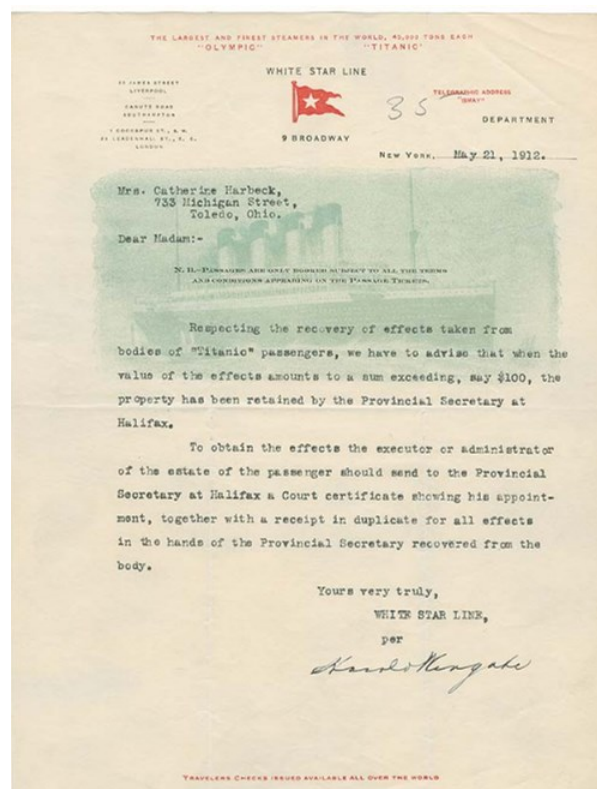 THE LARGEST AND FINEST STEAMERS IN THE WORLD, 45,000 TONS EACH
"OLYMPIC" "TITANIC"
WHITE STAR LINE
LIVERPOOL
CANUTE ROAD
SOUTHAMPTON
LONDON
35
TELEGRAPHIC ADDRESS
DEPARTMENT
9 BROADWAY
NEW YORK, May 21, 1912.
Mrs. Catherine Harbeck,
733 Michigan Street,
Toledo, Ohio.
Dear Madam:-
N. B.—PASSAGES ARE ONLY BOOKED SUBJECT TO ALL THE TERMS
AND CONDITIONS APPEARING ON THE PASSAGE TICKETS.
Respecting the recovery of effects taken from
bodies of "Titanic" passengers, we have to advise that when the
value of the effects amounts to a sum exceeding, say $100, the
property has been retained by the Provincial Secretary at
Halifax.
To obtain the effects the executor or administrator
of the estate of the passenger should send to the Provincial
Secretary at Halifax a Court certificate showing his appoint-
ment, together with a receipt in duplicate for all effects
in the hands of the Provincial Secretary recovered from the
body.
Yours very truly,
WHITE STAR LINE,
per
TRAVELERS CHECKS ISSUED AVAILABLE ALL OVER THE WORLD